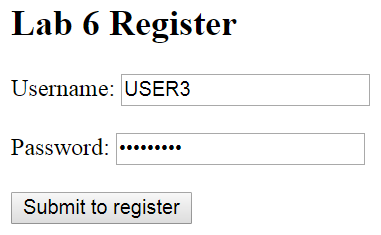 Lab 6 Register
Username: USER3
Password: •••••••••
Submit to register